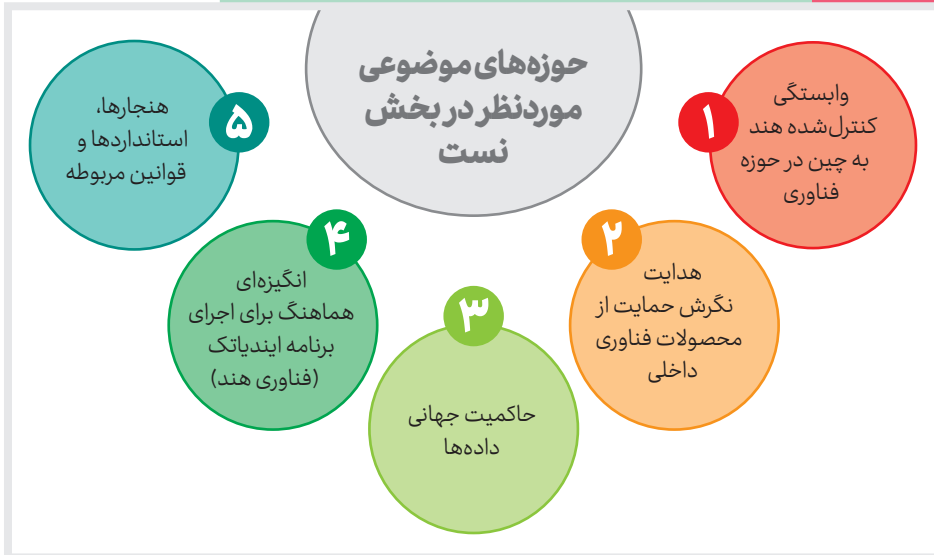 حوزه‌های موضوعی
موردنظر در بخش
نست
۱
وابستگی
کنترل‌شده هند
به چین در حوزه
فناوری
۲
هدایت
نگرش حمایت از
محصولات فناوری
داخلی
۳
حاکمیت جهانی
داده‌ها
۴
انگیزه‌ای
هماهنگ برای اجرای
برنامه ایندیاتک
(فناوری هند)
۵
هنجارها،
استانداردها و
قوانین مربوطه